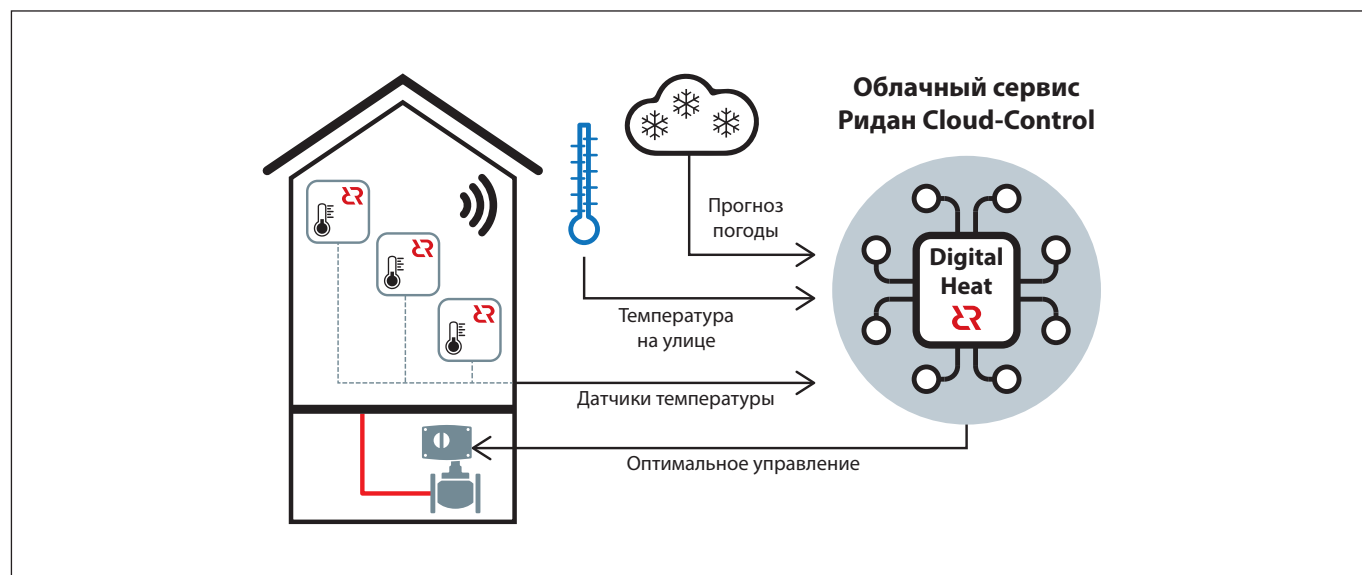 Облачный сервис
Ридан Cloud-Control
Прогноз
погоды
Digital
Heat
Температура
на улице
Датчики температуры
Оптимальное управление